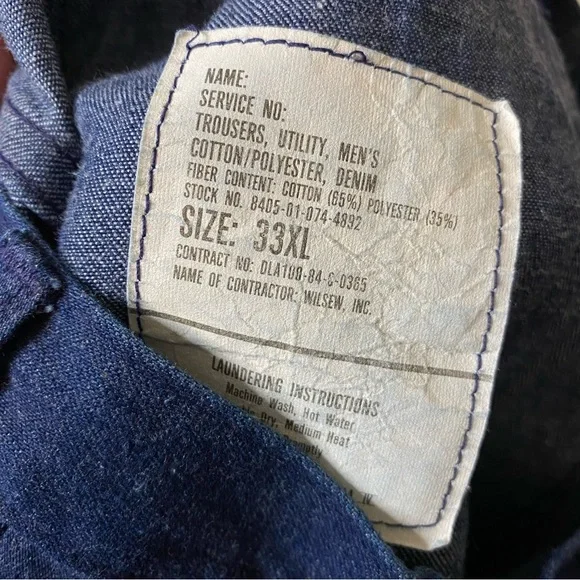 NAME:
SERVICE NO:
TROUSERS, UTILITY, MEN'S
COTTON/POLYESTER, DENIM
FIBER CONTENT: COTTON (65%) POLYESTER (35%)
STOCK NO. 8405-01-074-4892
SIZE: 33XL
CONTRACT NO: DLA100-84-C-0365
NAME OF CONTRACTOR: WILSEW, INC.
LAUNDERING INSTRUCTIONS
Machine Wash, Hot Water
Dry, Medium Heat